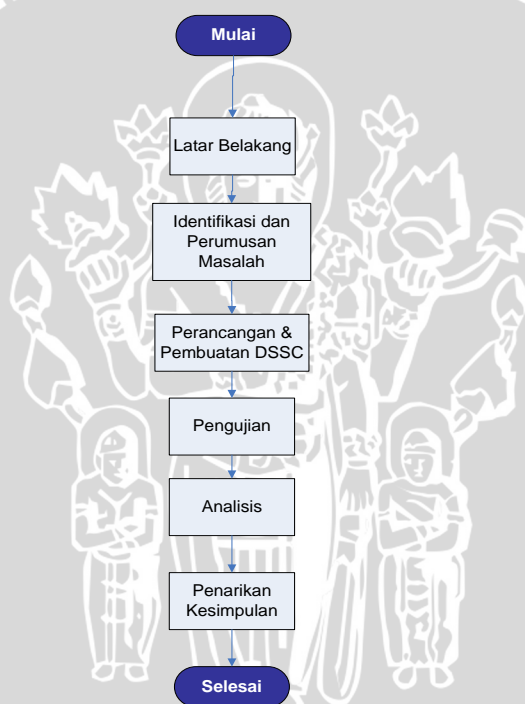 Mulai
Latar Belakang
Identifikasi dan
Perumusan
Masalah
Perancangan &
Pembuatan DSSC
Pengujian
Analisis
Penarikan
Kesimpulan
Selesai